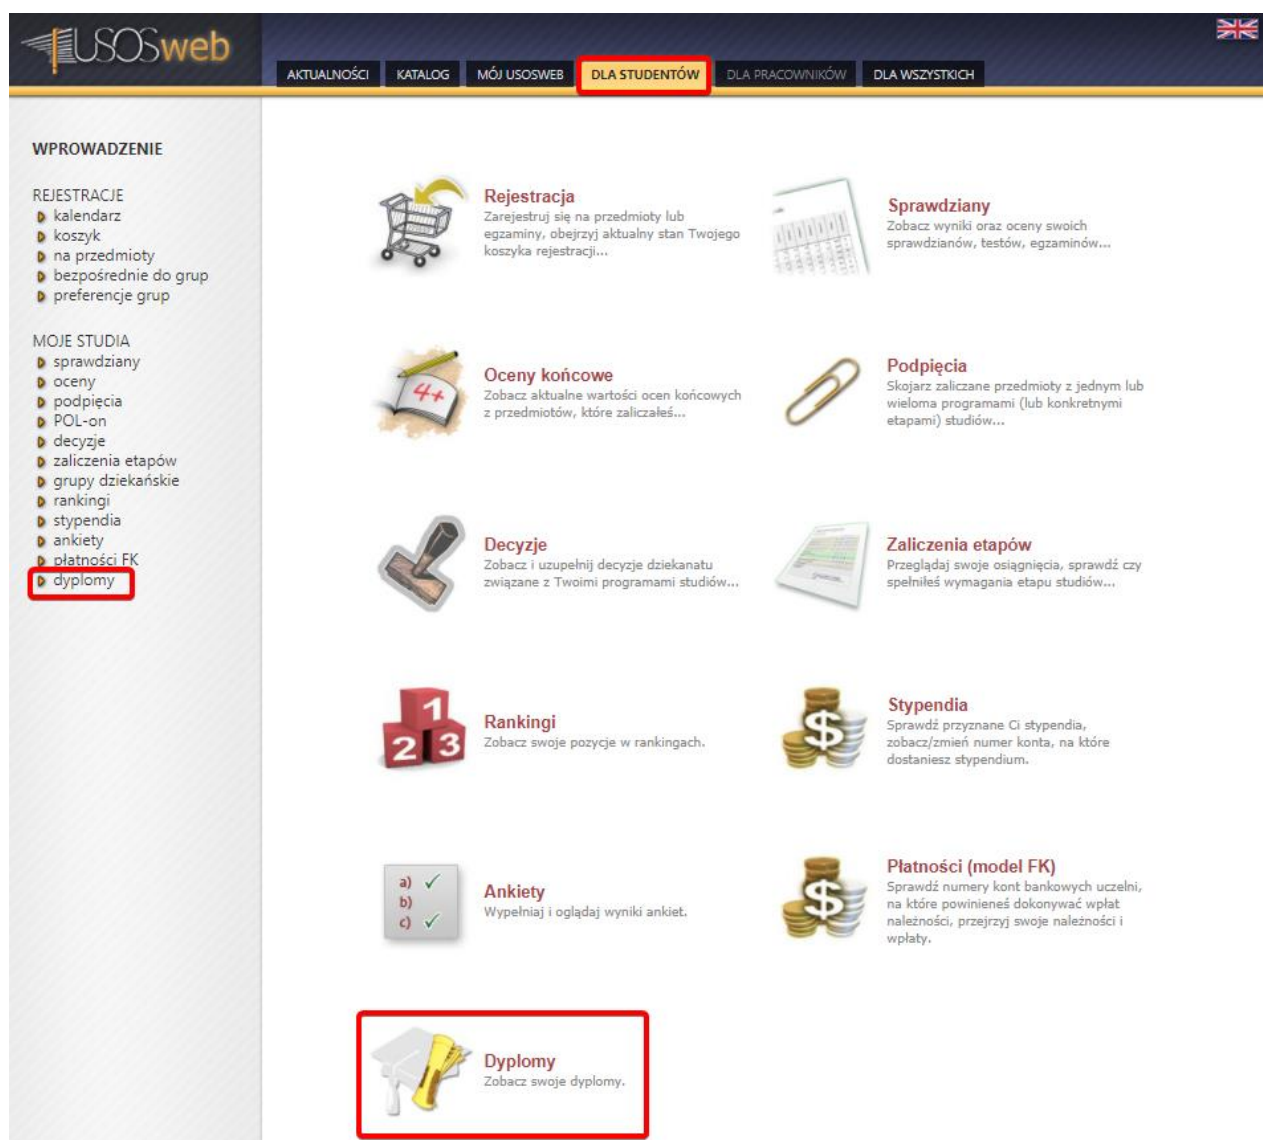 USOSweb
AKTUALNOŚCI KATALOG MÓJ USOSWEB DLA STUDENTÓW DLA PRACOWNIKÓW DLA WSZYSTKICH
WPROWADZENIE
REJESTRACJE
kalendarz
koszyk
na przedmioty
bezpośrednie do grup
preferencje grup
MOJE STUDIA
sprawdziany
oceny
podpięcia
POL-on
decyzje
zaliczenia etapów
grupy dziekańskie
rankingi
stypendia
ankiety
płatności FK
dyplomy
Rejestracja
Zarejestruj się na przedmioty lub
egzaminy, obejrzyj aktualny stan Twojego
koszyka rejestracji...
Sprawdziany
Zobacz wyniki oraz oceny swoich
sprawdzianów, testów, egzaminów...
4+
Oceny końcowe
Zobacz aktualne wartości ocen końcowych
z przedmiotów, które zaliczałeś...
Podpięcia
Skojarz zaliczane przedmioty z jednym lub
wieloma programami (lub konkretnymi
etapami) studiów...
Decyzje
Zobacz i uzupełnij decyzje dziekanatu
związane z Twoimi programami studiów...
Zaliczenia etapów
Przeglądaj swoje osiągnięcia, sprawdź czy
spełniłeś wymagania etapu studiów...
1
2 3
Rankingi
Zobacz swoje pozycje w rankingach.
$
Stypendia
Sprawdź przyznane Ci stypendia,
zobacz/zmień numer konta, na które
dostaniesz stypendium.
a) ✓
b)
c) ✓
Ankiety
Wypełniaj i oglądaj wyniki ankiet.
$
Płatności (model FK)
Sprawdź numery kont bankowych uczelni,
na które powinieneś dokonywać wpłat
należności, przejrzyj swoje należności i
wpłaty.
Dyplomy
Zobacz swoje dyplomy.